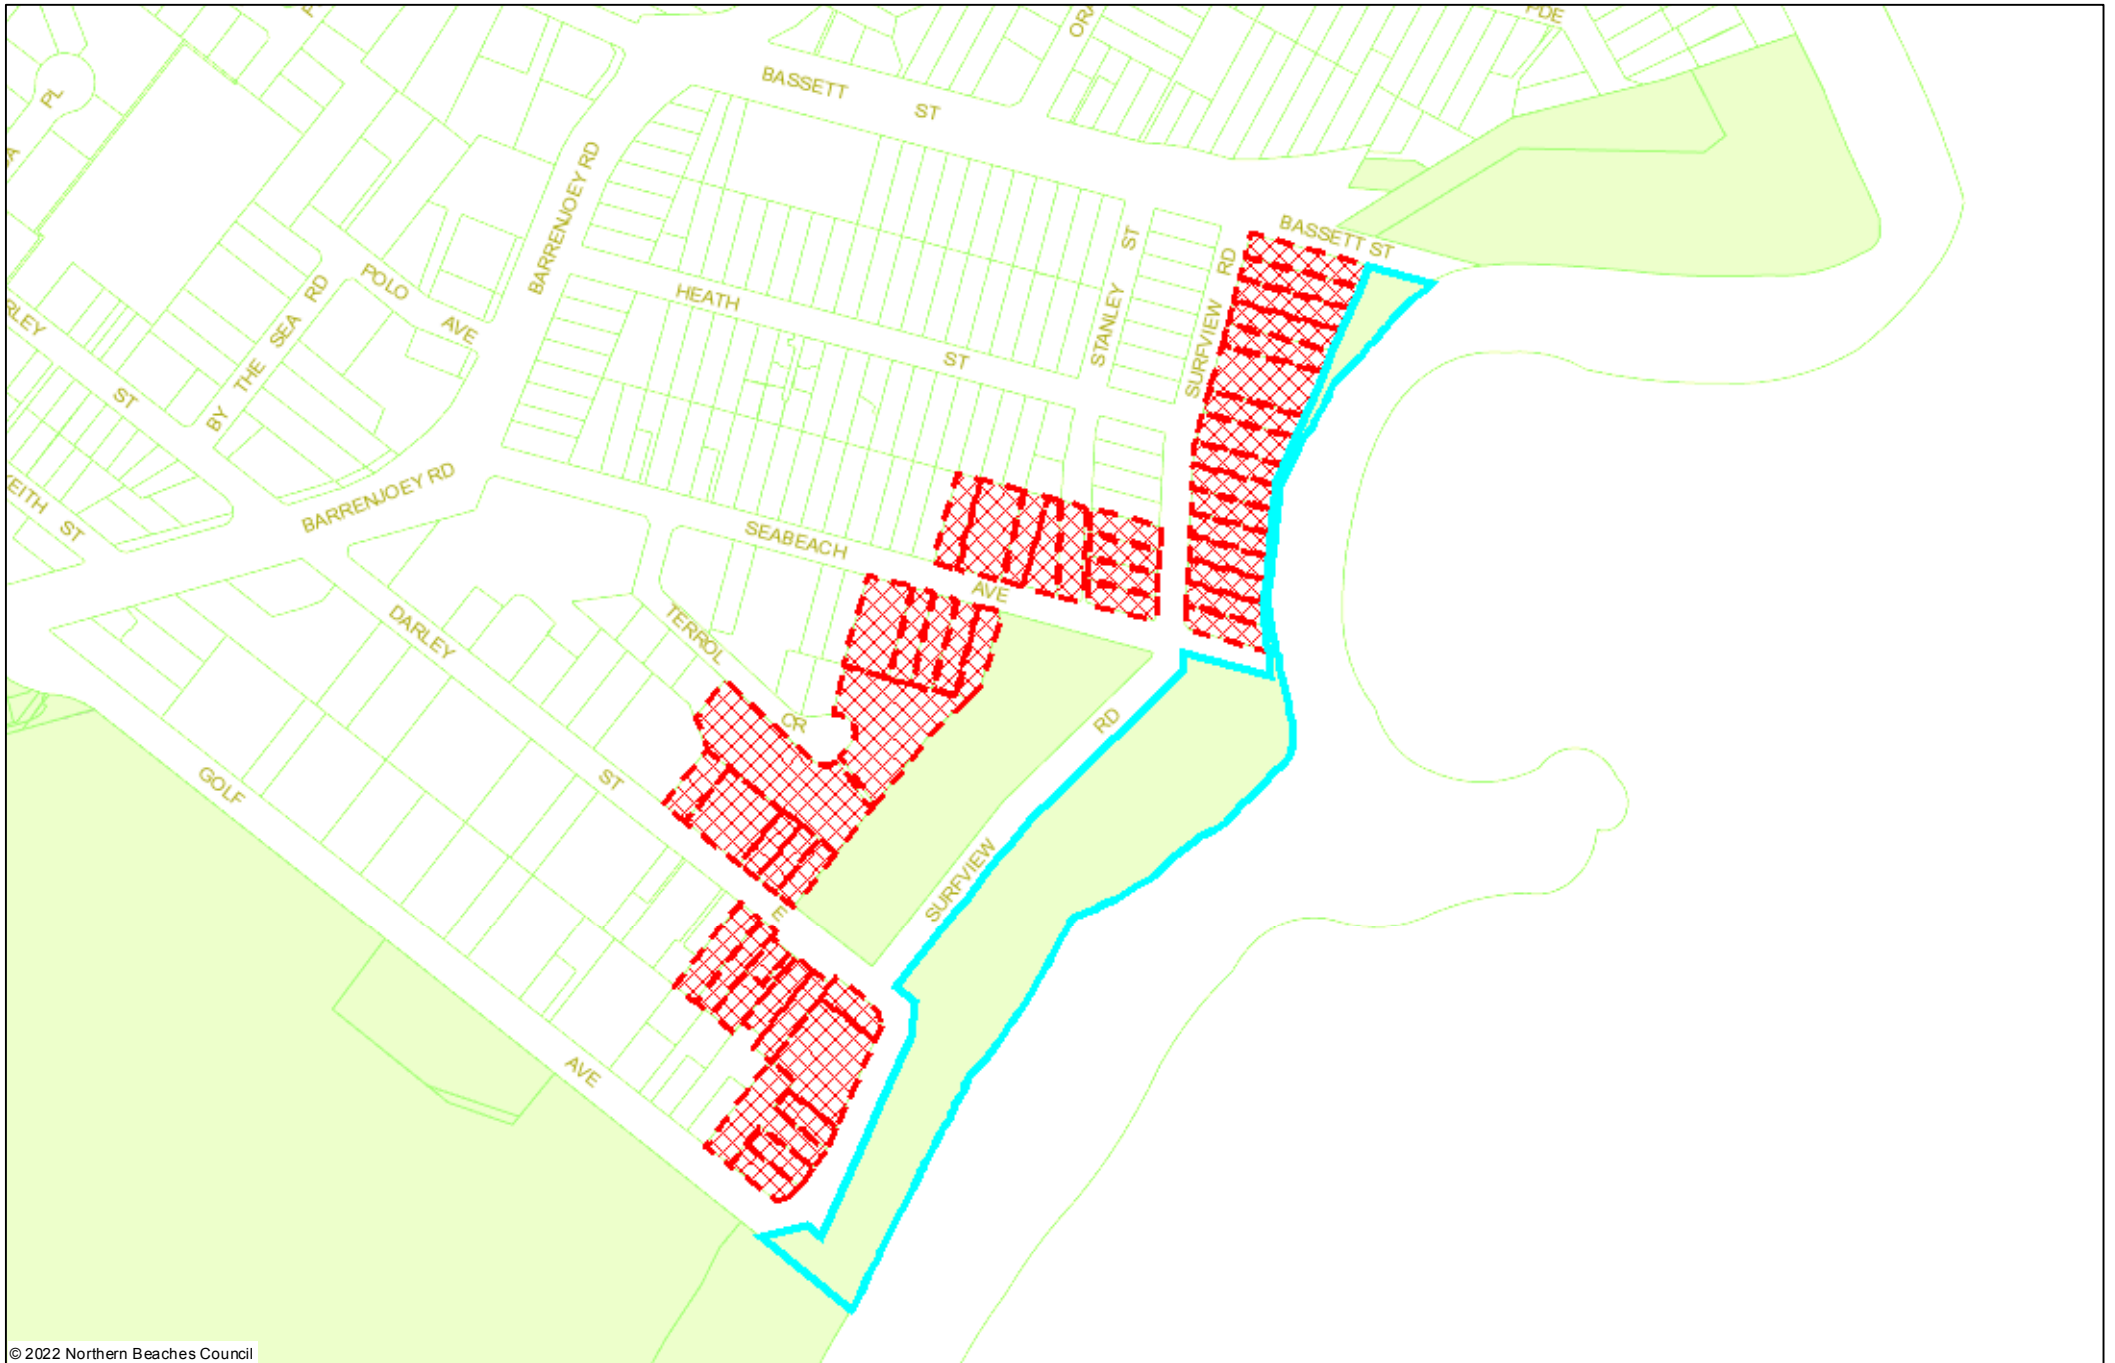 PDE
PL
BASSETT ST
BARRENJOEY RD
BASSETT ST
STANLEY ST
SURFVIEW RD
POLO AVE
HEATH ST
BY THE SEA RD
ST
ST
BARRENJOEY RD
SEABEACH AVE
DARLEY ST
TERROL CR
GOLF AVE
SURFVIEW RD
E
© 2022 Northern Beaches Council